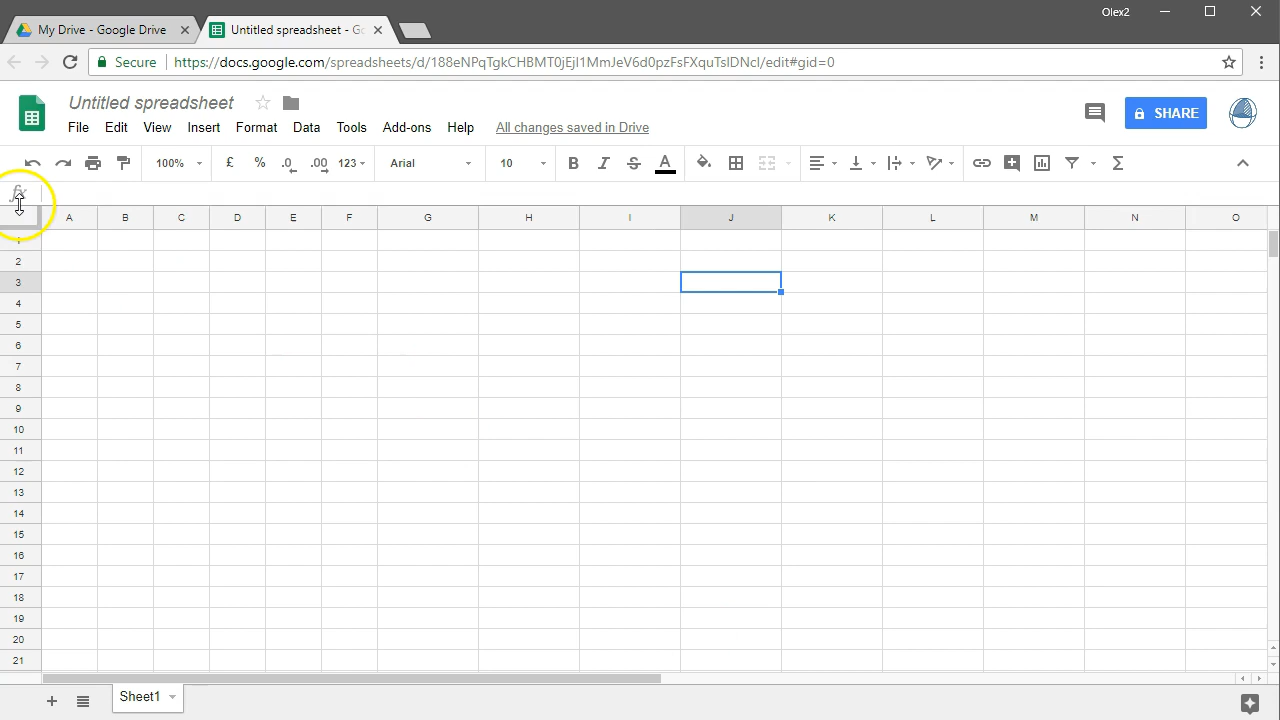 Olex2
My Drive - Google Drive
Untitled spreadsheet - Go
Secure https://docs.google.com/spreadsheets/d/188eNPqTgkCHBMT0jEjI1MmJeV6d0pzFsFXquTslDNcI/edit#gid=0
Untitled spreadsheet
File Edit View Insert Format Data Tools Add-ons Help All changes saved in Drive
SHARE
100% £ % .0 .00 123 Arial 10 B I S A Σ
fx
A B C D E F G H I J K L M N O
1
2
3
4
5
6
7
8
9
10
11
12
13
14
15
16
17
18
19
20
21
Sheet1